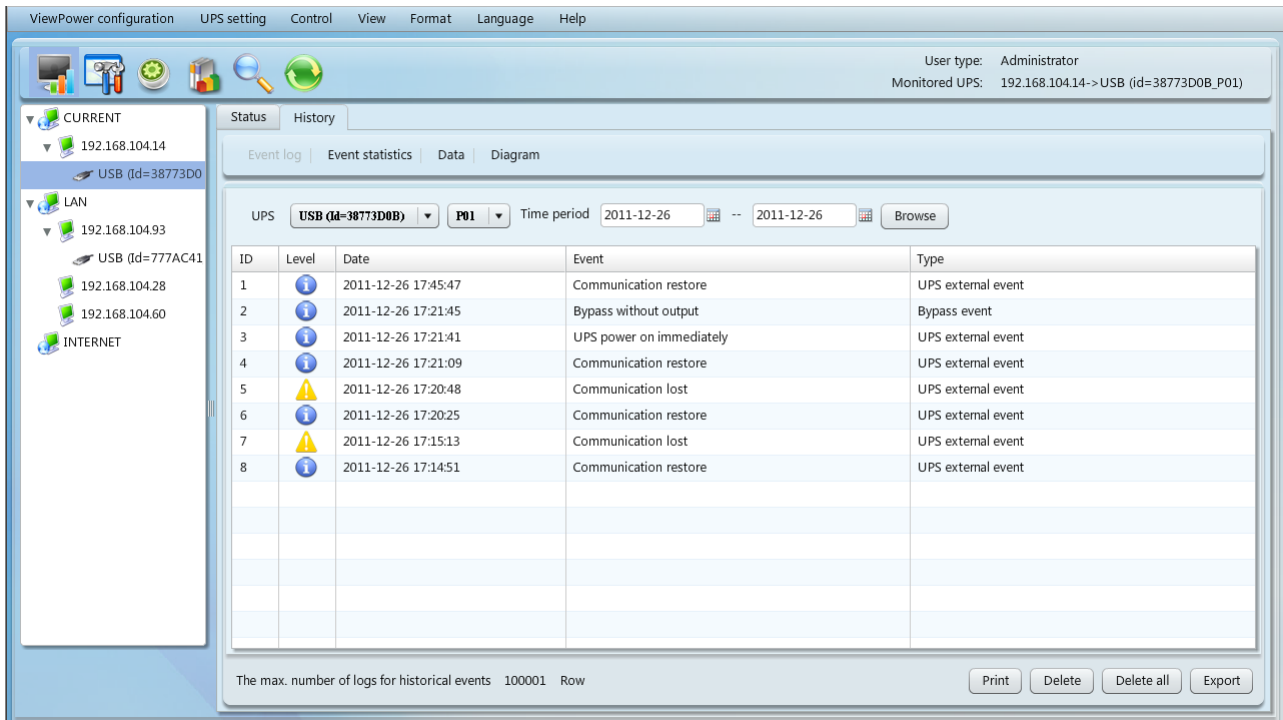 ViewPower configuration UPS setting Control View Format Language Help
User type: Administrator
Monitored UPS: 192.168.104.14->USB (id=38773D0B_P01)
CURRENT
192.168.104.14
USB (Id=38773D0
LAN
192.168.104.93
USB (Id=777AC41
192.168.104.28
192.168.104.60
INTERNET
Status History
Event log Event statistics Data Diagram
UPS USB (Id=38773D0B) P01 Time period 2011-12-26 -- 2011-12-26 Browse
ID Level Date Event Type
1 2011-12-26 17:45:47 Communication restore UPS external event
2 2011-12-26 17:21:45 Bypass without output Bypass event
3 2011-12-26 17:21:41 UPS power on immediately UPS external event
4 2011-12-26 17:21:09 Communication restore UPS external event
5 2011-12-26 17:20:48 Communication lost UPS external event
6 2011-12-26 17:20:25 Communication restore UPS external event
7 2011-12-26 17:15:13 Communication lost UPS external event
8 2011-12-26 17:14:51 Communication restore UPS external event
The max. number of logs for historical events 100001 Row
Print Delete Delete all Export